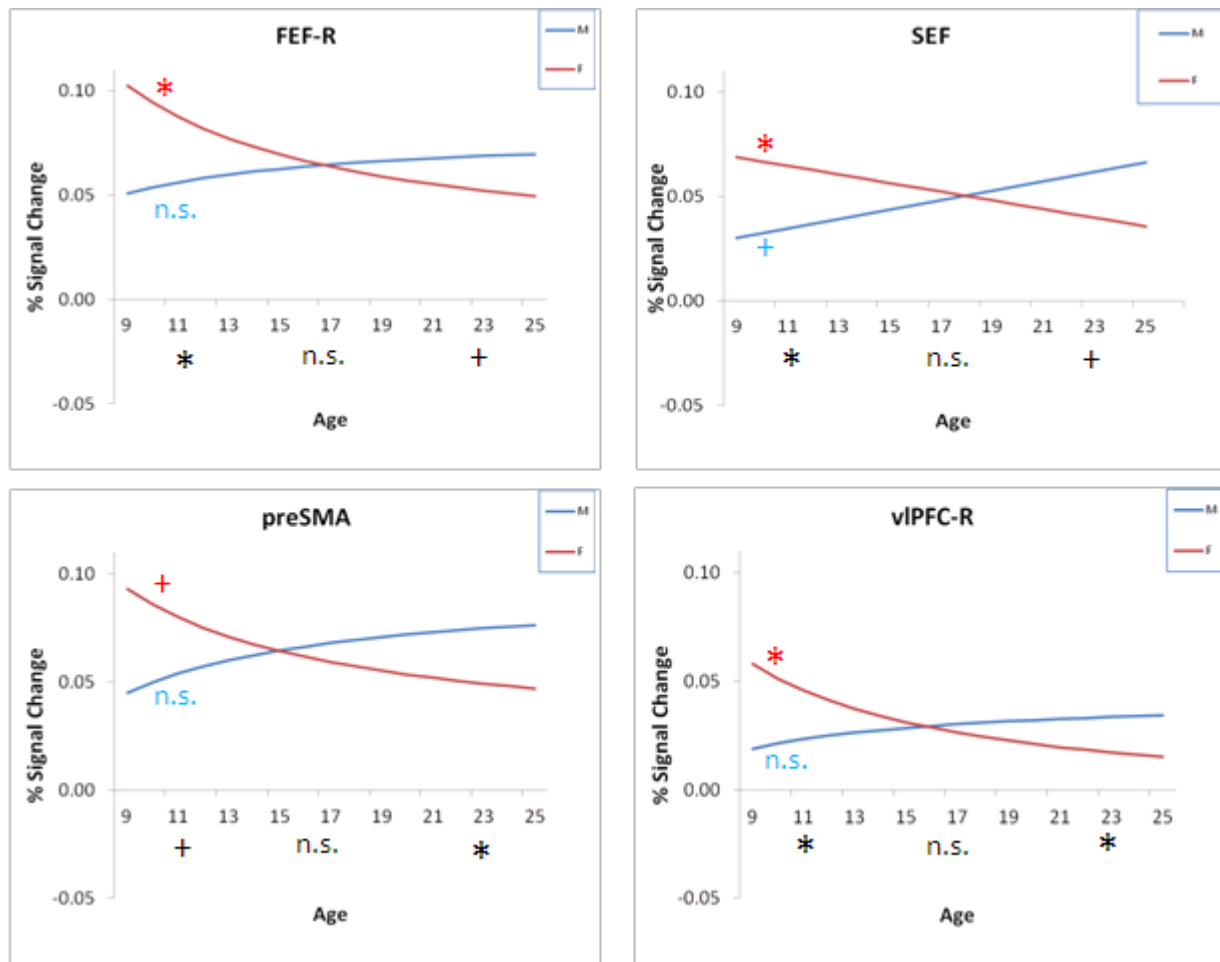 FEF-R
M
F
0.10
*
0.05
n.s.
0.00
% Signal Change
9 11 13 15 17 19 21 23 25
* n.s. +
-0.05
Age
SEF
M
F
0.10
*
0.05
+
0.00
% Signal Change
9 11 13 15 17 19 21 23 25
* n.s. +
-0.05
Age
preSMA
M
F
0.10
+
0.05
n.s.
0.00
% Signal Change
9 11 13 15 17 19 21 23 25
+ n.s. *
-0.05
Age
vlPFC-R
M
F
0.10
*
0.05
n.s.
0.00
% Signal Change
9 11 13 15 17 19 21 23 25
* n.s. *
-0.05
Age